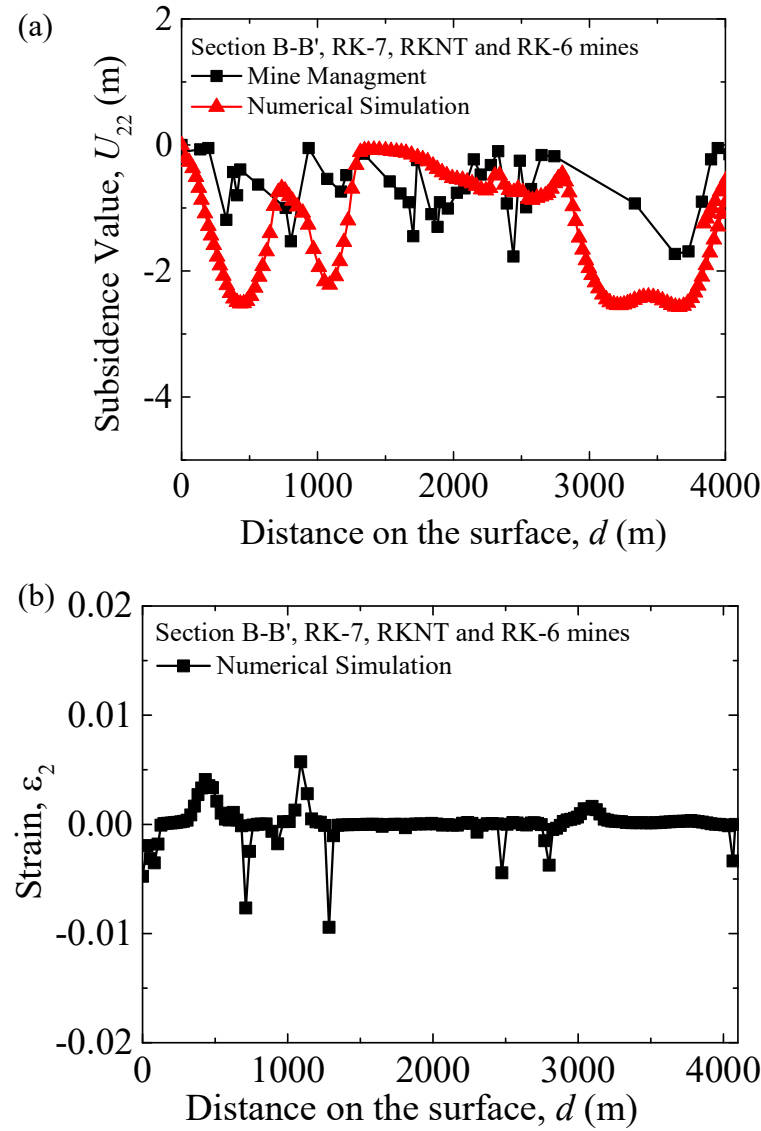 (a)
Section B-B', RK-7, RKNT and RK-6 mines
Mine Managment
Numerical Simulation
Subsidence Value, U22 (m)
0
-2
-4
0 1000 2000 3000 4000
Distance on the surface, d (m)
(b)
Section B-B', RK-7, RKNT and RK-6 mines
Numerical Simulation
Strain, ε2
0.02
0.01
0.00
-0.01
-0.02
0 1000 2000 3000 4000
Distance on the surface, d (m)